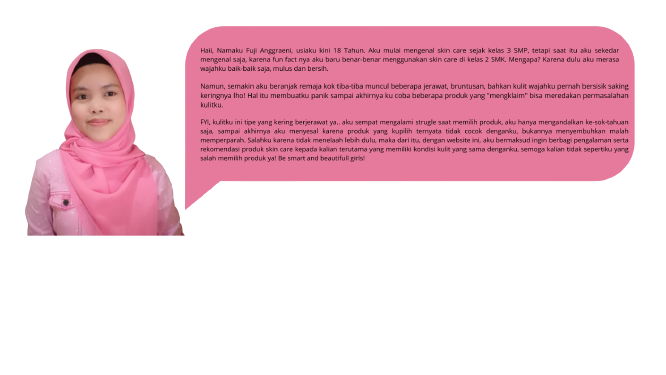 Haii, Namaku Fuji Anggraeni, usiaku kini 18 Tahun. Aku mulai mengenal skin care sejak kelas 3 SMP, tetapi saat itu aku sekedar
mengenal saja, karena fun fact nya aku baru benar-benar menggunakan skin care di kelas 2 SMK. Mengapa? Karena dulu aku merasa
wajahku baik-baik saja, mulus dan bersih.
Namun, semakin aku beranjak remaja kok tiba-tiba muncul beberapa jerawat, bruntusan, bahkan kulit wajahku pernah bersisik saking
keringnya lho! Hal itu membuatku panik sampai akhirnya ku coba beberapa produk yang "mengklaim" bisa meredakan permasalahan
kulitku.
FYI, kulitku ini tipe yang kering berjerawat ya.. aku sempat mengalami strugle saat memilih produk, aku hanya mengandalkan ke-sok-tahuan
saja, sampai akhirnya aku menyesal karena produk yang kupilih ternyata tidak cocok denganku, bukannya menyembuhkan malah
memperparah. Salahku karena tidak menelaah lebih dulu, maka dari itu, dengan website ini, aku bermaksud ingin berbagi pengalaman serta
rekomendasi produk skin care kepada kalian terutama yang memiliki kondisi kulit yang sama denganku, semoga kalian tidak sepertiku yang
salah memilih produk ya! Be smart and beautifull girls!